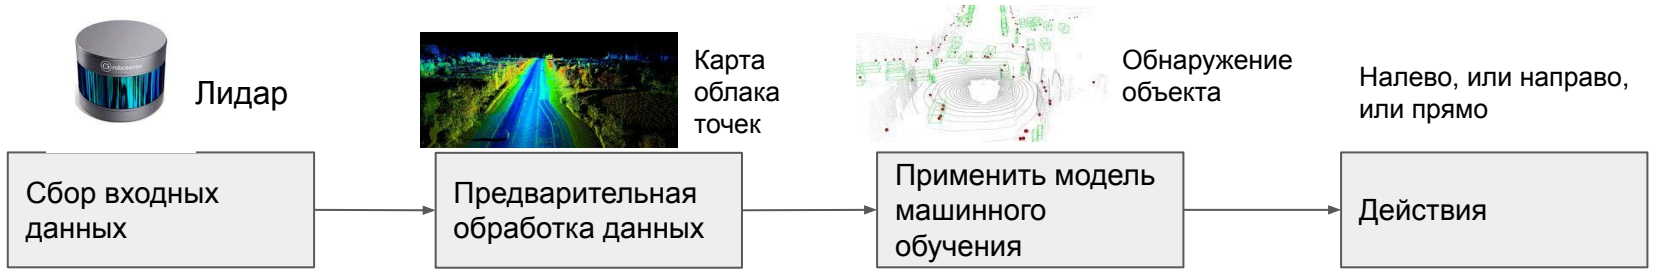 robosense
Лидар
Карта
облака
точек
Обнаружение
объекта
Налево, или направо,
или прямо
Сбор входных
данных
Предварительная
обработка данных
Применить модель
машинного
обучения
Действия